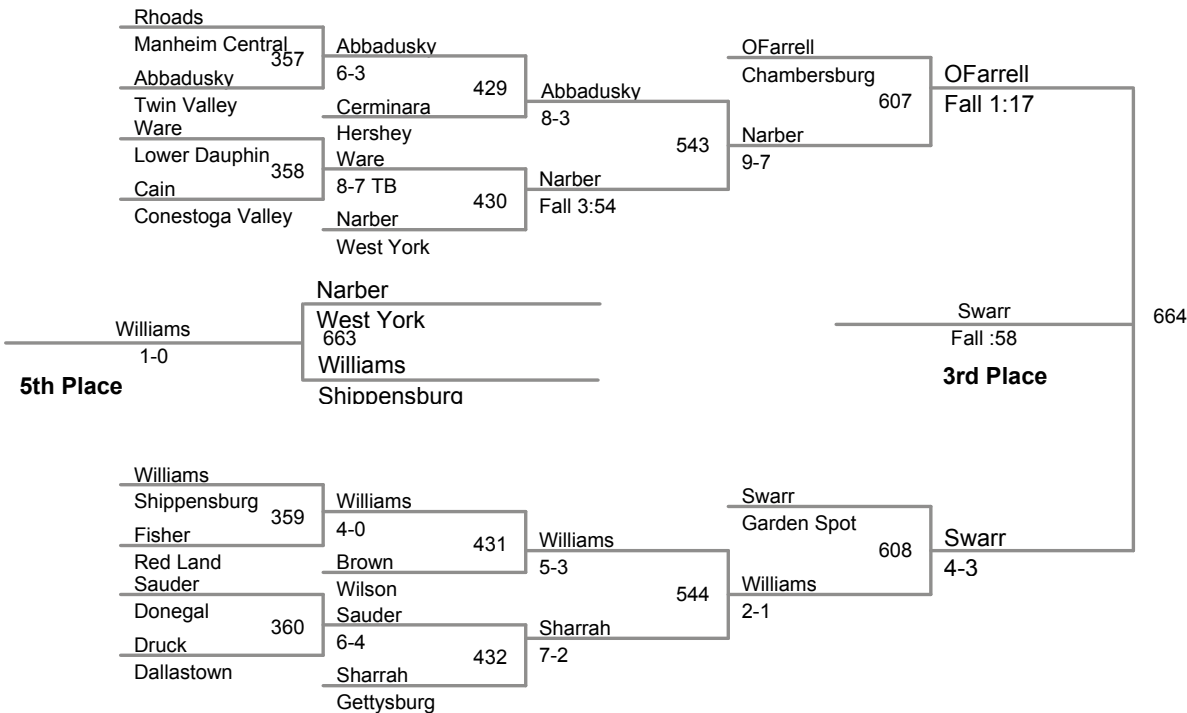 Rhoads
Manheim Central
357
Abbadusky
Twin Valley
Ware
Lower Dauphin
358
Cain
Conestoga Valley
Abbadusky
6-3
429
Cerminara
Hershey
Ware
8-7 TB
430
Narber
West York
Abbadusky
8-3
543
Narber
Fall 3:54
OFarrell
Chambersburg
607
Narber
9-7
OFarrell
Fall 1:17
Williams
1-0
5th Place
Narber
West York
663
Williams
Shippensburg
Swarr
Fall :58
3rd Place
664
Williams
Shippensburg
359
Fisher
Red Land
Sauder
Donegal
360
Druck
Dallastown
Williams
4-0
431
Brown
Wilson
Sauder
6-4
432
Sharrah
Gettysburg
Williams
5-3
544
Sharrah
7-2
Swarr
Garden Spot
608
Williams
2-1
Swarr
4-3